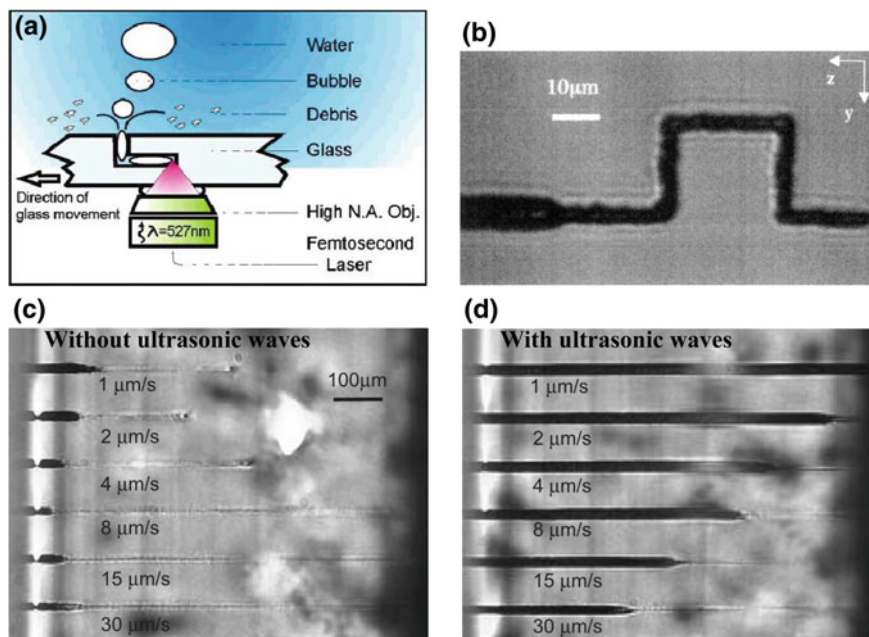 (a)
Water
Bubble
Debris
Glass
Direction of
glass movement
High N.A. Obj.
λ=527nm
Femtosecond
Laser
(b)
10μm
z
y
(c)
Without ultrasonic waves
1 μm/s
100μm
2 μm/s
4 μm/s
8 μm/s
15 μm/s
30 μm/s
(d)
With ultrasonic waves
1 μm/s
2 μm/s
4 μm/s
8 μm/s
15 μm/s
30 μm/s